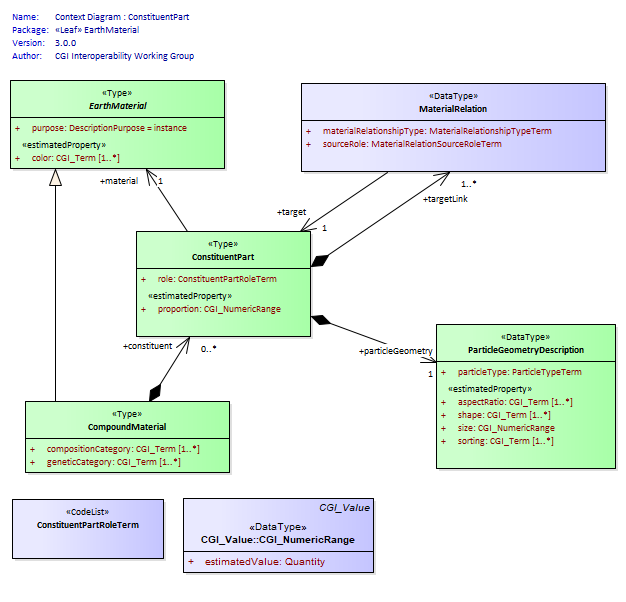 Name: Context Diagram : ConstituentPart
Package: «Leaf» EarthMaterial
Version: 3.0.0
Author: CGI Interoperability Working Group
«Type»
EarthMaterial
+ purpose: DescriptionPurpose = instance
«estimatedProperty»
+ color: CGI_Term [1..*]
«DataType»
MaterialRelation
+ materialRelationshipType: MaterialRelationshipTypeTerm
+ sourceRole: MaterialRelationSourceRoleTerm
+material 1
1..*
+targetLink
+target
1
«Type»
ConstituentPart
+ role: ConstituentPartRoleTerm
«estimatedProperty»
+ proportion: CGI_NumericRange
+constituent 0..*
+particleGeometry
1
«DataType»
ParticleGeometryDescription
+ particleType: ParticleTypeTerm
«estimatedProperty»
+ aspectRatio: CGI_Term [1..*]
+ shape: CGI_Term [1..*]
+ size: CGI_NumericRange
+ sorting: CGI_Term [1..*]
«Type»
CompoundMaterial
+ compositionCategory: CGI_Term [1..*]
+ geneticCategory: CGI_Term [1..*]
«CodeList»
ConstituentPartRoleTerm
CGI_Value
«DataType»
CGI_Value::CGI_NumericRange
+ estimatedValue: Quantity